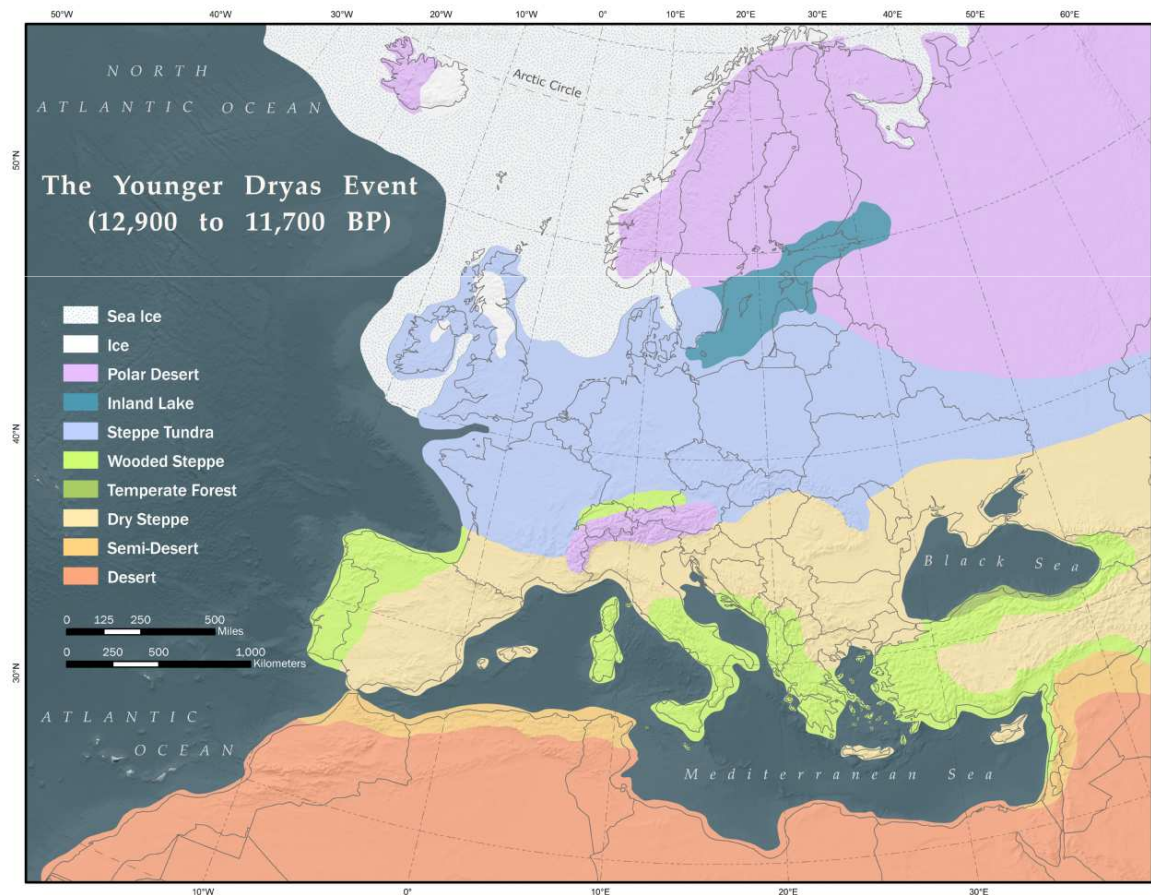 50°W 40°W 30°W 20°W 10°W 0° 10°E 20°E 30°E 40°E 50°E 60°E
NORTH
ATLANTIC OCEAN
Arctic Circle
50°N
The Younger Dryas Event
(12,900 to 11,700 BP)
Sea Ice
Ice
Polar Desert
Inland Lake
40°N
Steppe Tundra
Wooded Steppe
Temperate Forest
Dry Steppe
Semi-Desert
Desert
Black Sea
0 125 250 500
Miles
0 250 500 1,000
Kilometers
30°N
ATLANTIC
OCEAN
Mediterranean Sea
10°W 0° 10°E 20°E 30°E